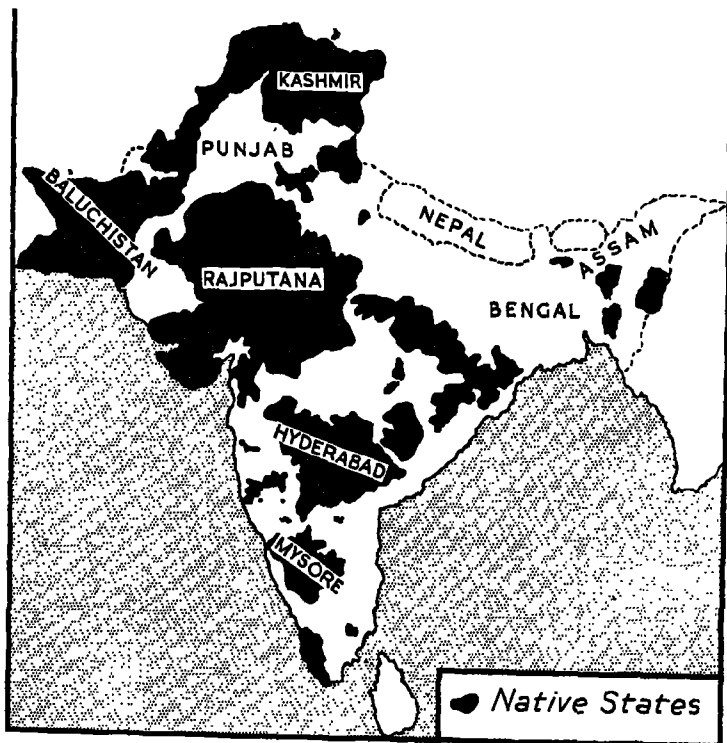 KASHMIR
PUNJAB
BALUCHISTAN
NEPAL
ASSAM
RAJPUTANA
BENGAL
HYDERABAD
MYSORE
Native States